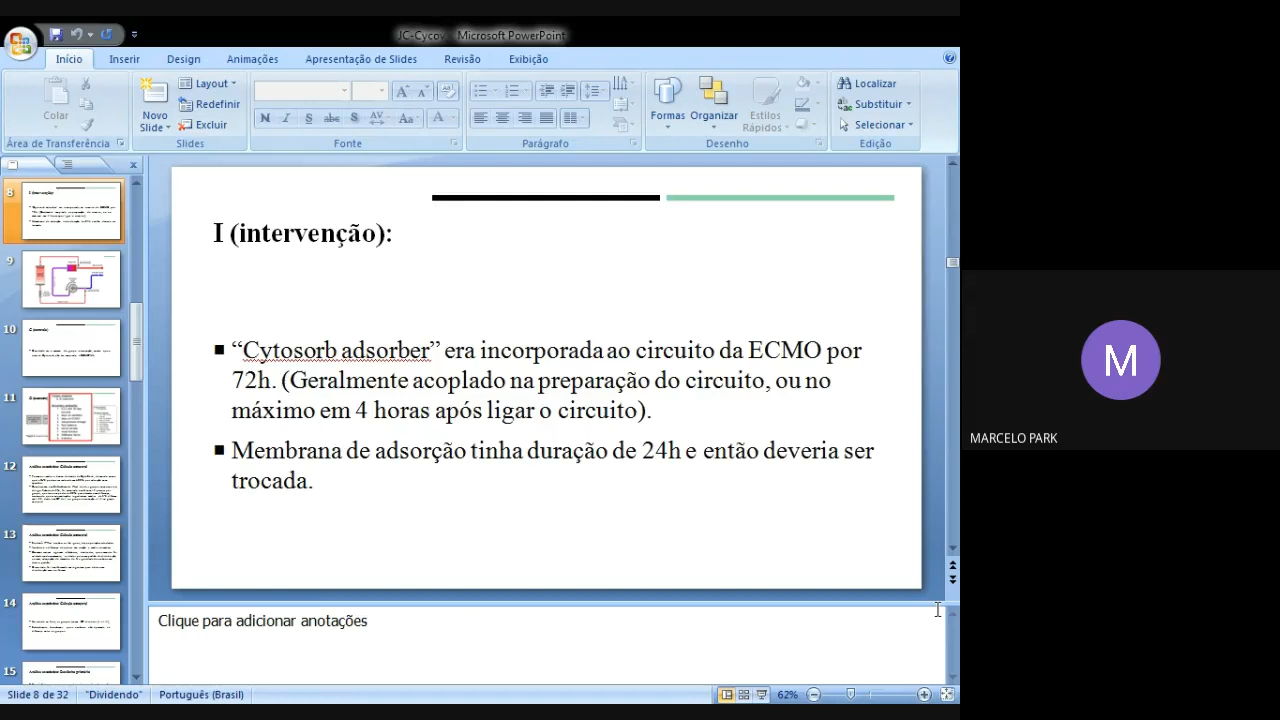 JC-Cycov - Microsoft PowerPoint
Início Inserir Design Animações Apresentação de Slides Revisão Exibição
Colar
Área de Transferência
Novo Slide
Layout
Redefinir
Excluir
Slides
N I S abc S AV Aa A
Fonte
Parágrafo
Formas Organizar Estilos Rápidos
Desenho
Localizar
Substituir
Selecionar
Edição
8
9
10
11
12
13
14
15
I (intervenção):
“Cytosorb adsorber” era incorporada ao circuito da ECMO por
72h. (Geralmente acoplado na preparação do circuito, ou no
máximo em 4 horas após ligar o circuito).
Membrana de adsorção tinha duração de 24h e então deveria ser
trocada.
Clique para adicionar anotações
Slide 8 de 32 "Dividendo" Português (Brasil) 62%
M
MARCELO PARK